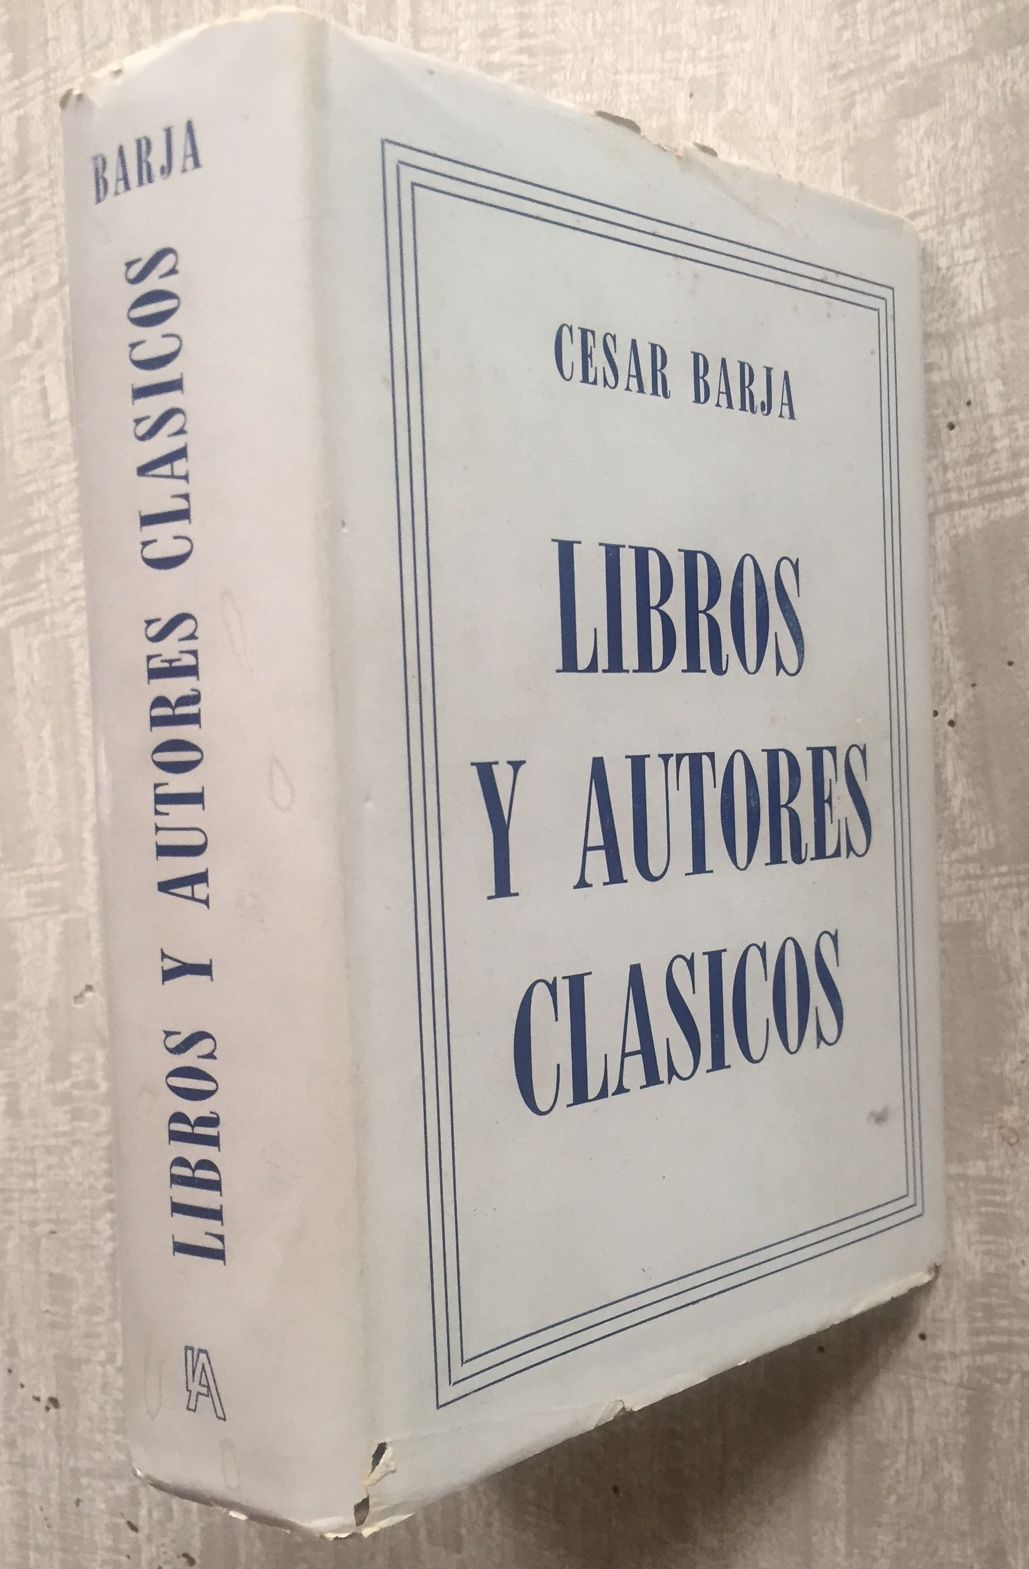 BARJA
LIBROS Y AUTORES CLASICOS
LA
CESAR BARJA
LIBROS
Y AUTORES
CLASICOS